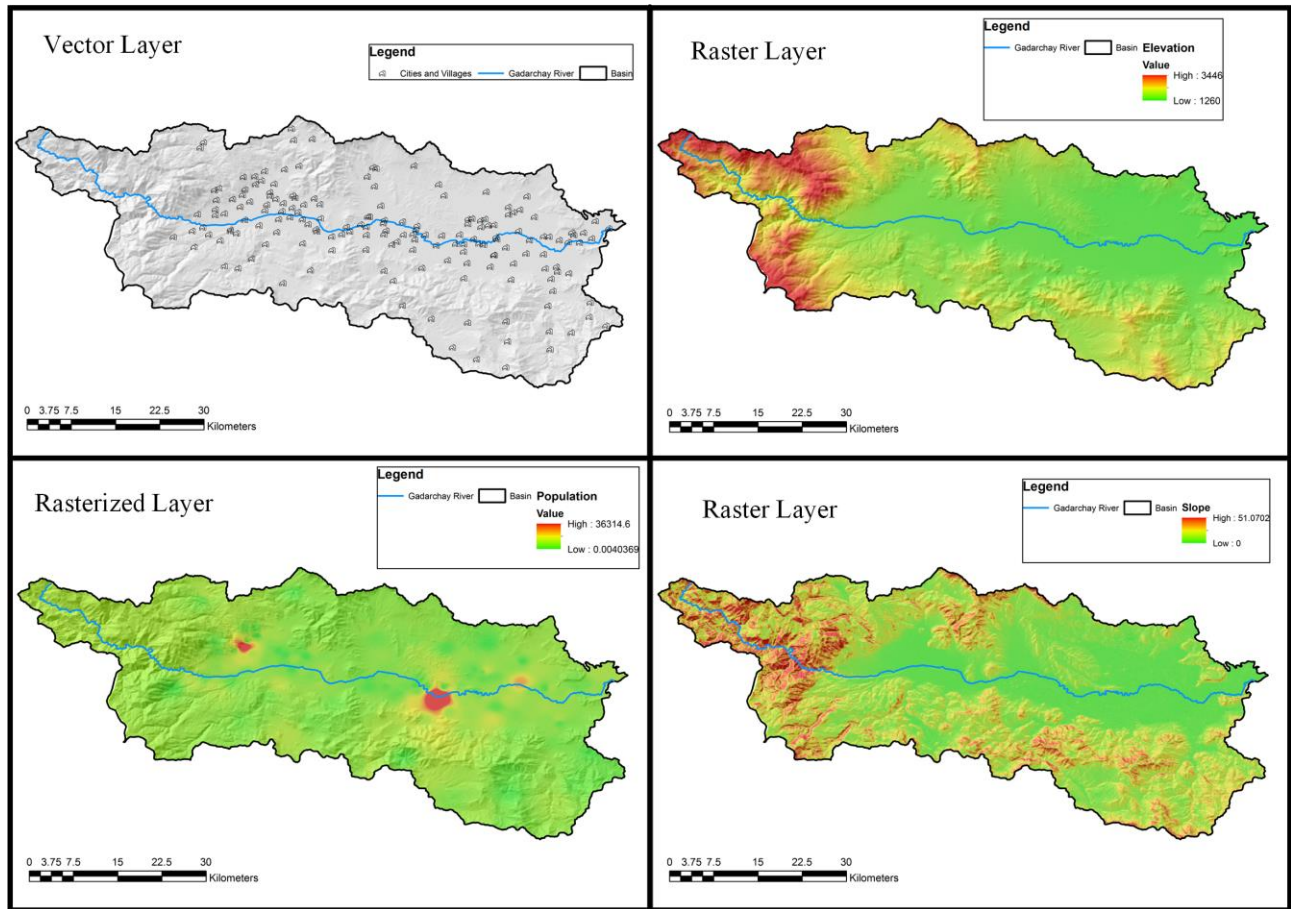 Vector Layer
Legend
Cities and Villages Gadarchay River Basin
0 3.75 7.5 15 22.5 30
Kilometers
Raster Layer
Legend
Gadarchay River Basin Elevation
Value
High : 3446
Low : 1260
0 3.75 7.5 15 22.5 30
Kilometers
Rasterized Layer
Legend
Gadarchay River Basin Population
Value
High : 36314.6
Low : 0.0040369
0 3.75 7.5 15 22.5 30
Kilometers
Raster Layer
Legend
Gadarchay River Basin Slope
High : 51.0702
Low : 0
0 3.75 7.5 15 22.5 30
Kilometers